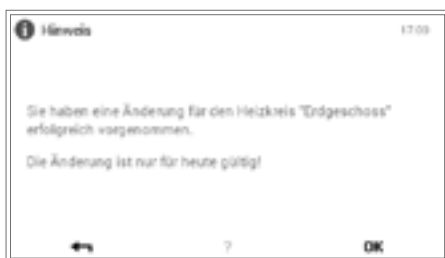 Hinweis
17:03
Sie haben eine Änderung für den Heizkreis "Erdgeschoss"
erfolgreich vorgenommen.
Die Änderung ist nur für heute gültig!
? OK